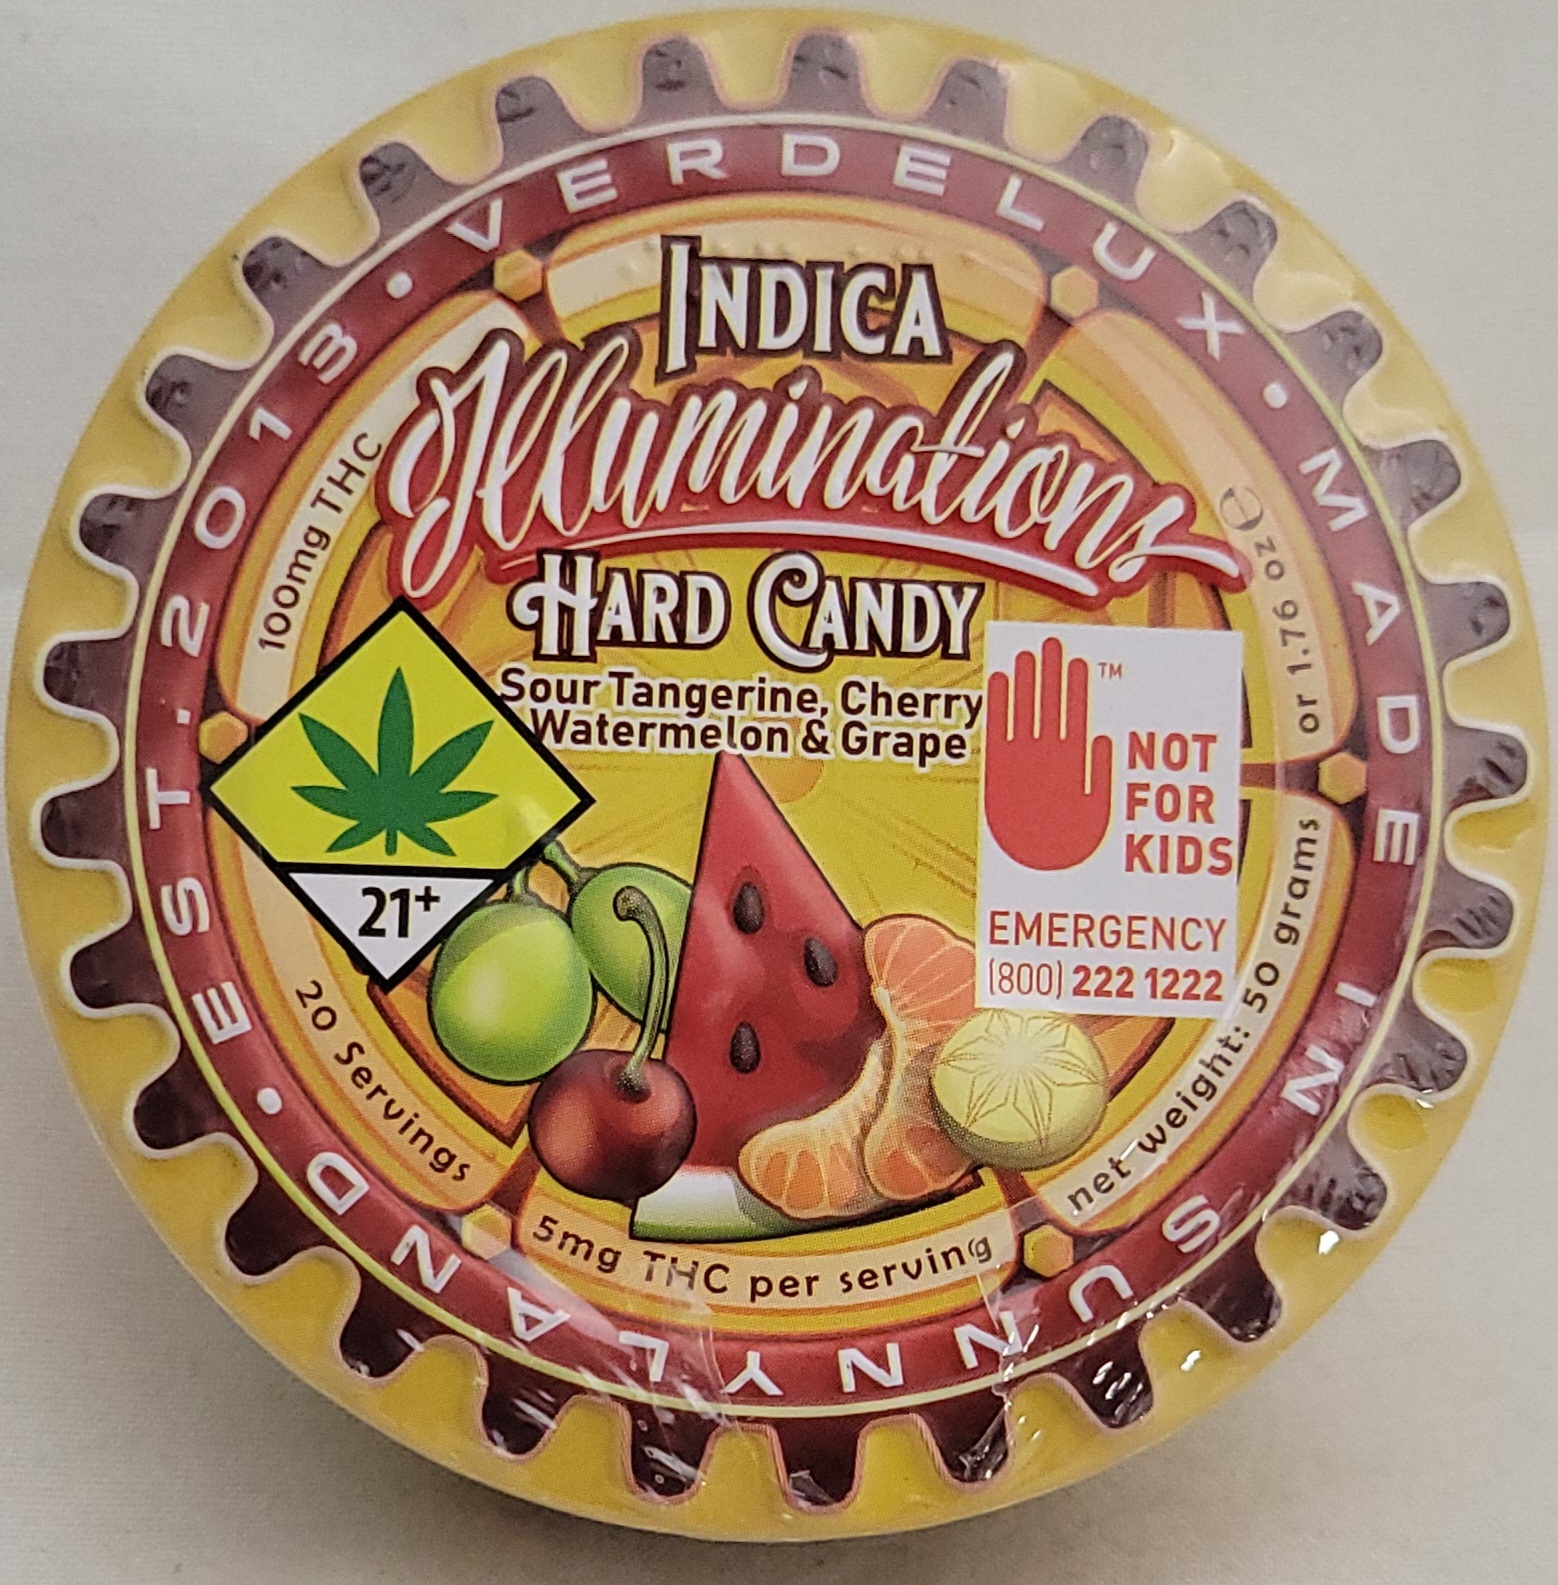 VERDELUX • MADE IN SUNNYLAND • EST. 2013 •
INDICA
Illuminations
HARD CANDY
Sour Tangerine, Cherry
Watermelon & Grape
100mg THC
21+
20 Servings
5mg THC per serving
net weight: 50 grams
or 1.76 oz ℮
TM
NOT
FOR
KIDS
EMERGENCY
(800) 222 1222